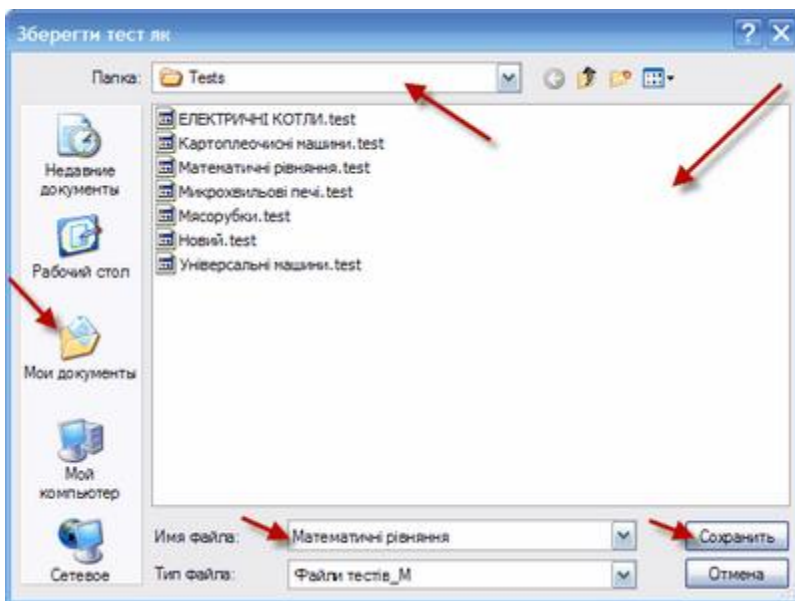 Зберегти тест як
Папка:
Tests
ЕЛЕКТРИЧНІ КОТЛИ.test
Картоплеочисні машини.test
Математичні рівняння.test
Микрохвильові печі.test
Мясорубки.test
Новий.test
Універсальні машини.test
Недавние
документы
Рабочий стол
Мои документы
Мой
компьютер
Сетевое
Имя файла:
Математичні рівняння
Сохранить
Тип файла:
Файли тестів_М
Отмена